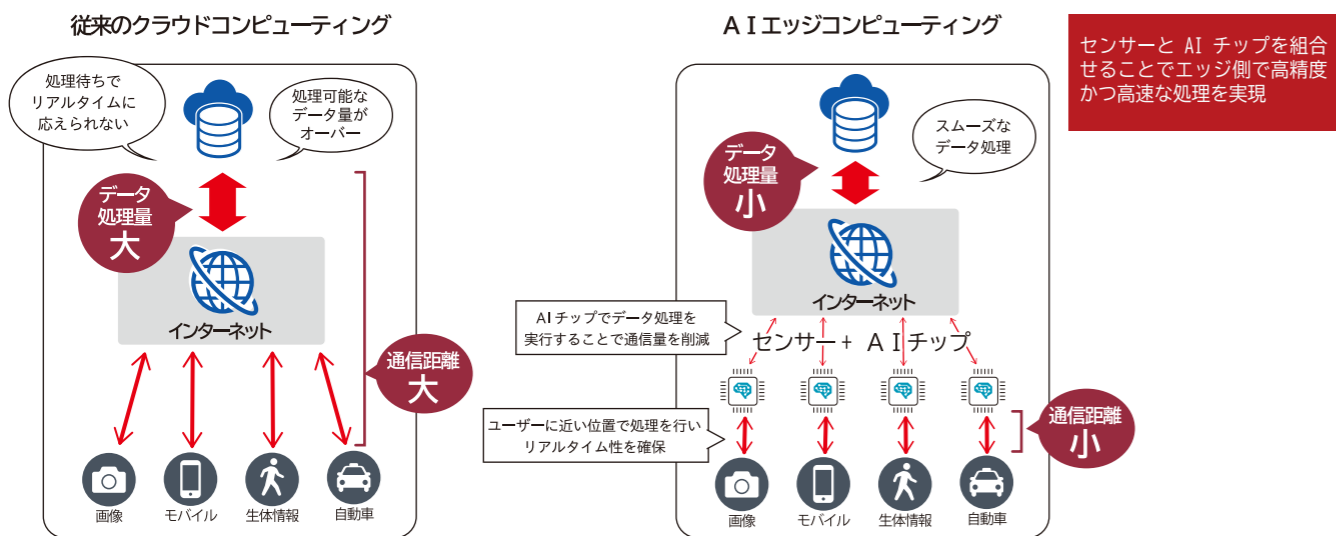 従来のクラウドコンピューティング
処理待ちで
リアルタイムに
応えられない
処理可能な
データ量が
オーバー
データ
処理量
大
インターネット
通信距離
大
画像
モバイル
生体情報
自動車
AIエッジコンピューティング
スムーズな
データ処理
データ
処理量
小
インターネット
AIチップでデータ処理を
実行することで通信量を削減
センサー + AIチップ
ユーザーに近い位置で処理を行い
リアルタイム性を確保
通信距離
小
画像
モバイル
生体情報
自動車
センサーと AI チップを組合
せることでエッジ側で高精度
かつ高速な処理を実現